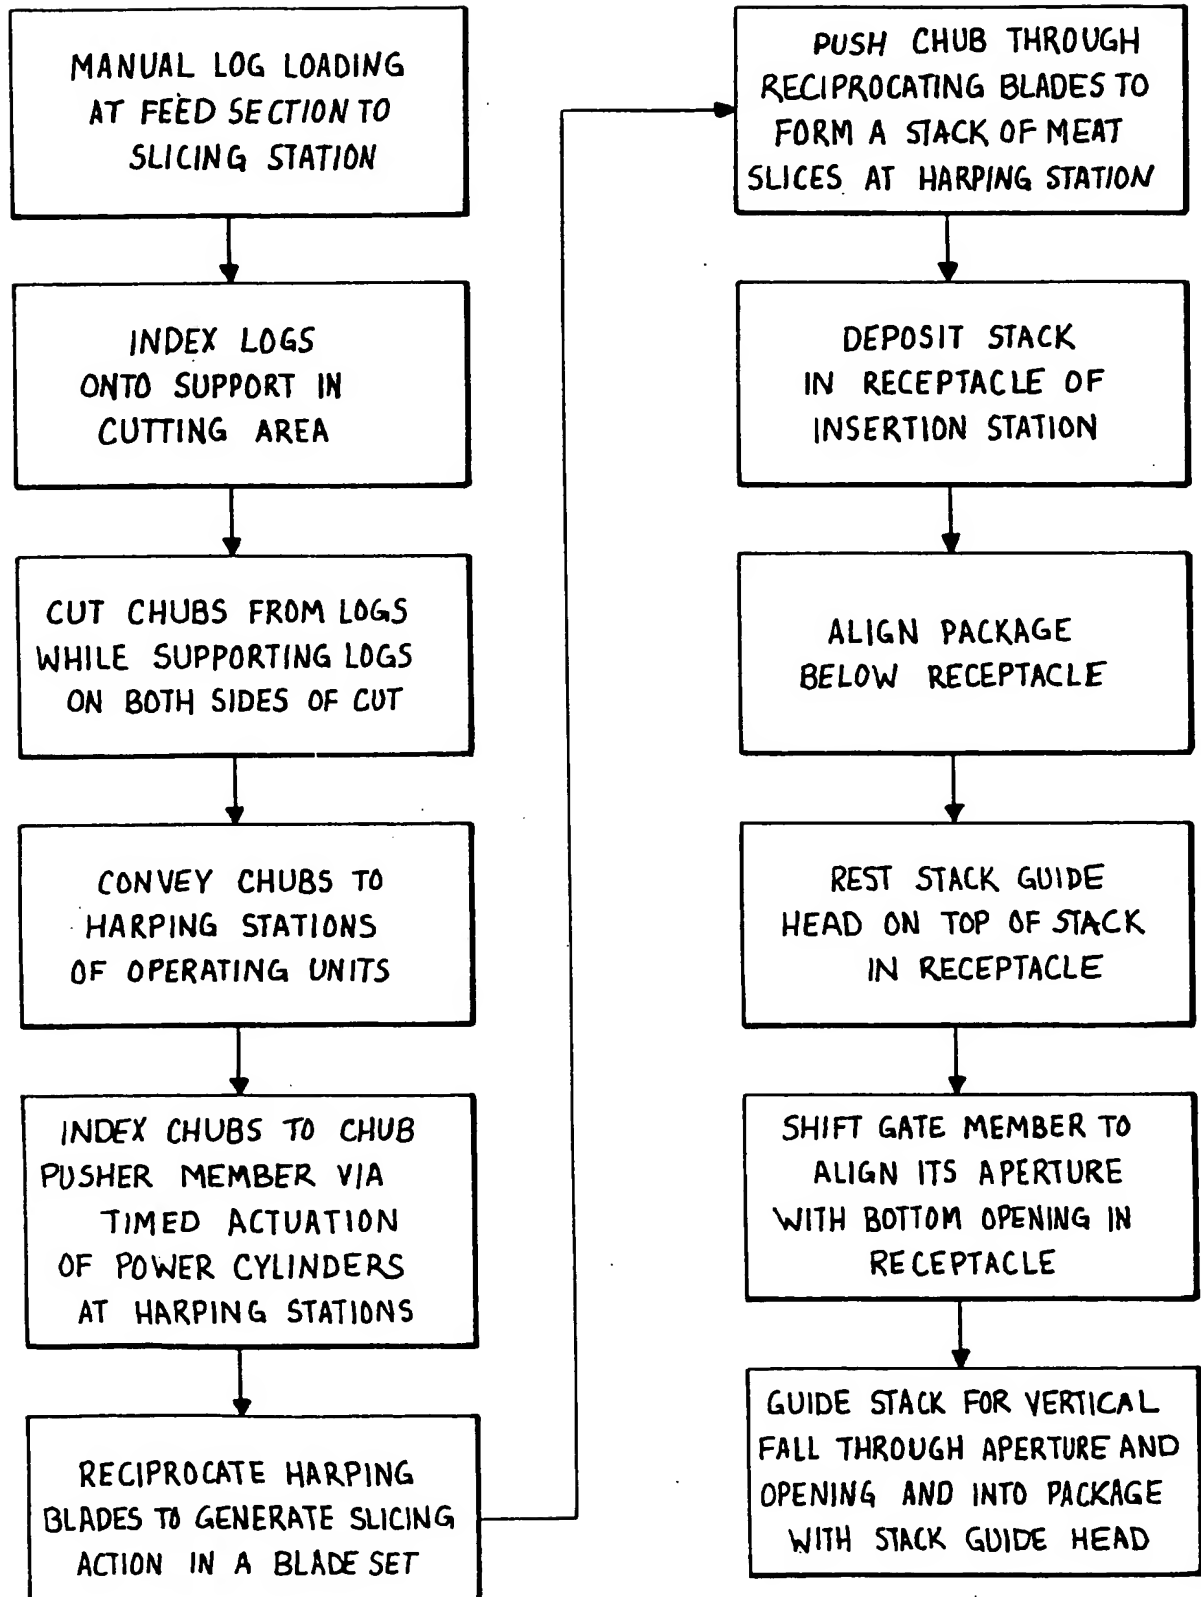 MANUAL LOG LOADING
AT FEED SECTION TO
SLICING STATION
INDEX LOGS
ONTO SUPPORT IN
CUTTING AREA
CUT CHUBS FROM LOGS
WHILE SUPPORTING LOGS
ON BOTH SIDES OF CUT
CONVEY CHUBS TO
HARPING STATIONS
OF OPERATING UNITS
INDEX CHUBS TO CHUB
PUSHER MEMBER VIA
TIMED ACTUATION
OF POWER CYLINDERS
AT HARPING STATIONS
RECIPROCATE HARPING
BLADES TO GENERATE SLICING
ACTION IN A BLADE SET
PUSH CHUB THROUGH
RECIPROCATING BLADES TO
FORM A STACK OF MEAT
SLICES AT HARPING STATION
DEPOSIT STACK
IN RECEPTACLE OF
INSERTION STATION
ALIGN PACKAGE
BELOW RECEPTACLE
REST STACK GUIDE
HEAD ON TOP OF STACK
IN RECEPTACLE
SHIFT GATE MEMBER TO
ALIGN ITS APERTURE
WITH BOTTOM OPENING IN
RECEPTACLE
GUIDE STACK FOR VERTICAL
FALL THROUGH APERTURE AND
OPENING AND INTO PACKAGE
WITH STACK GUIDE HEAD